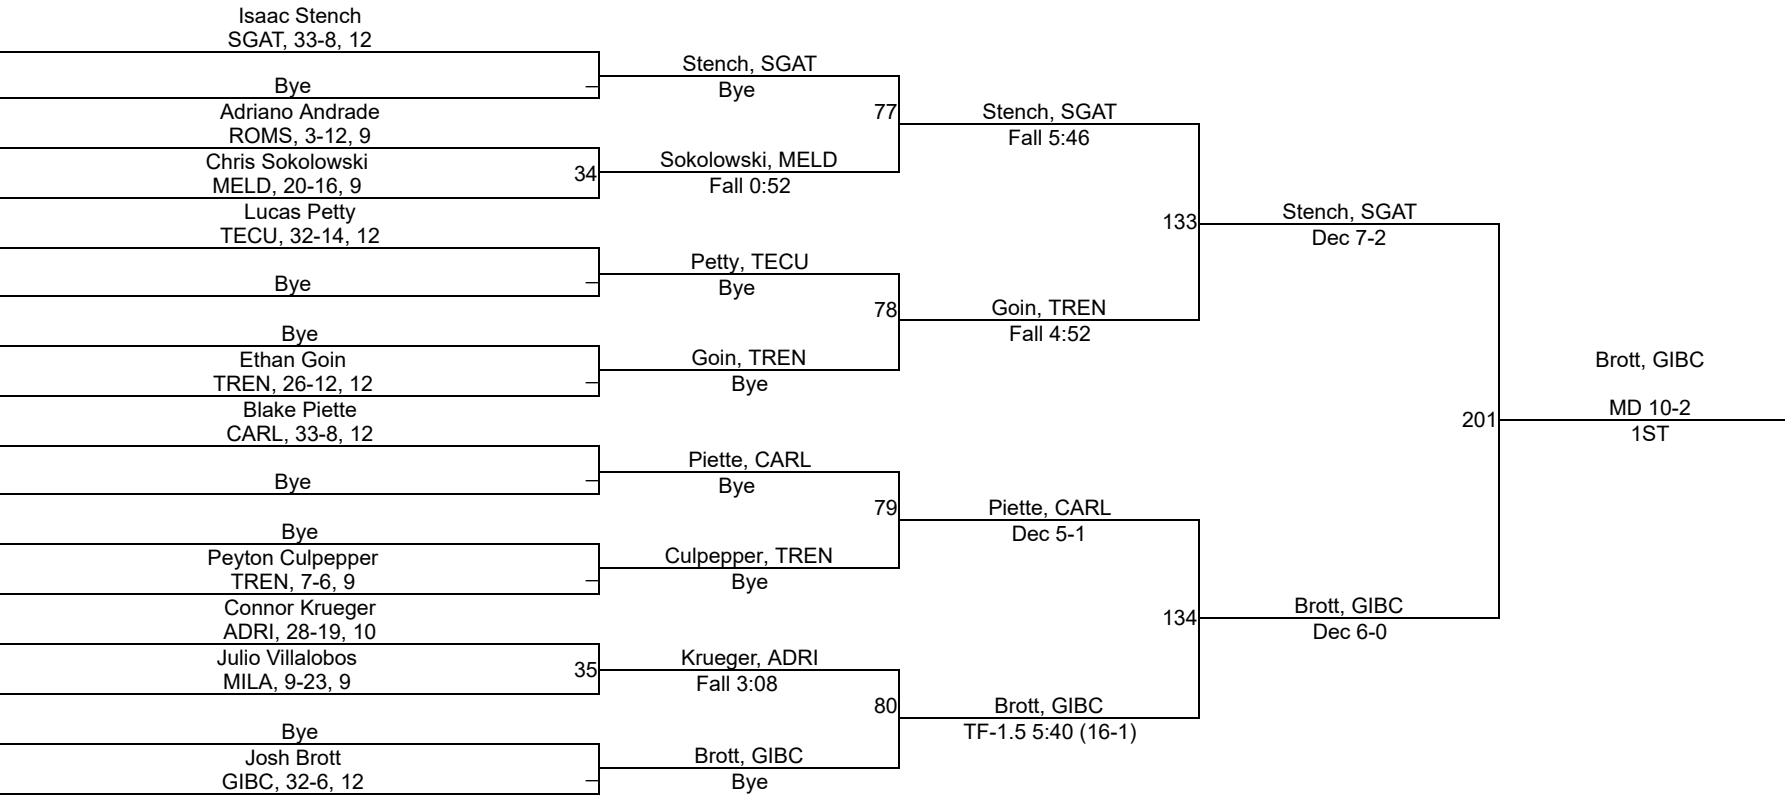 Isaac Stench
SGAT, 33-8, 12
Bye
Adriano Andrade
ROMS, 3-12, 9
Chris Sokolowski
MELD, 20-16, 9
34
Lucas Petty
TECU, 32-14, 12
Bye
Bye
Ethan Goin
TREN, 26-12, 12
Blake Piette
CARL, 33-8, 12
Bye
Bye
Peyton Culpepper
TREN, 7-6, 9
Connor Krueger
ADRI, 28-19, 10
Julio Villalobos
MILA, 9-23, 9
35
Bye
Josh Brott
GIBC, 32-6, 12
Stench, SGAT
Bye
77
Sokolowski, MELD
Fall 0:52
Petty, TECU
Bye
78
Goin, TREN
Bye
Piette, CARL
Bye
79
Culpepper, TREN
Bye
Krueger, ADRI
Fall 3:08
80
Brott, GIBC
Bye
Stench, SGAT
Fall 5:46
133
Goin, TREN
Fall 4:52
Piette, CARL
Dec 5-1
134
Brott, GIBC
TF-1.5 5:40 (16-1)
Stench, SGAT
Dec 7-2
201
Brott, GIBC
Dec 6-0
Brott, GIBC
MD 10-2
1ST